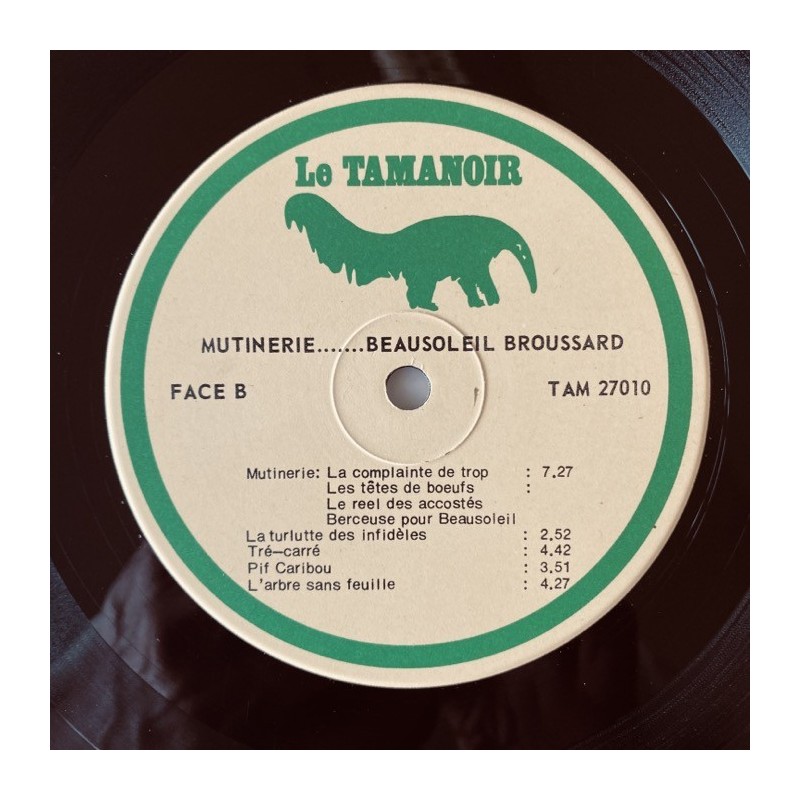 Le TAMANOIR
MUTINERIE.......BEAUSOLEIL BROUSSARD
FACE B TAM 27010
Mutinerie: La complainte de trop : 7.27
Les têtes de boeufs :
Le reel des accostés
Berceuse pour Beausoleil
La turlutte des infidèles : 2.52
Tré-carré : 4.42
Pif Caribou : 3.51
L'arbre sans feuille : 4.27